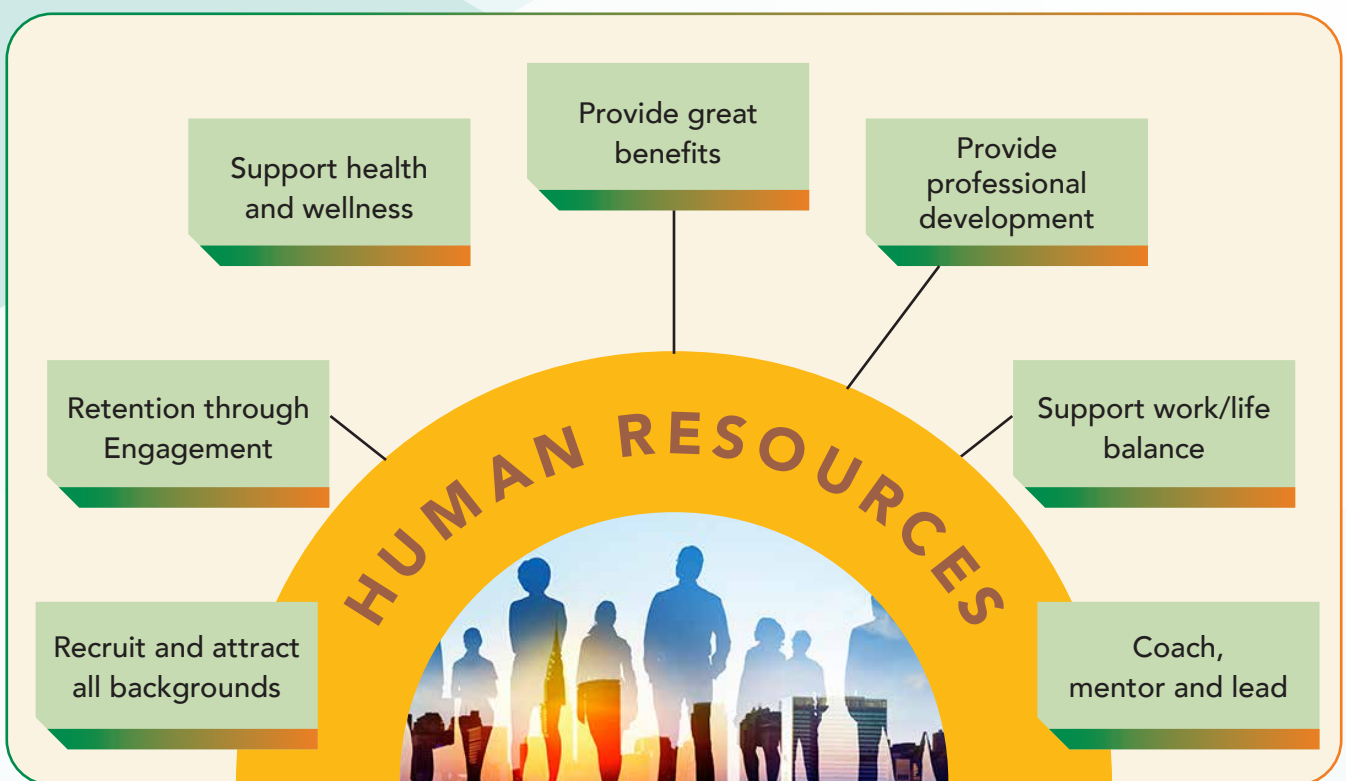 Provide great
benefits
Support health
and wellness
Provide
professional
development
Retention through
Engagement
Support work/life
balance
HUMAN RESOURCES
Recruit and attract
all backgrounds
Coach,
mentor and lead